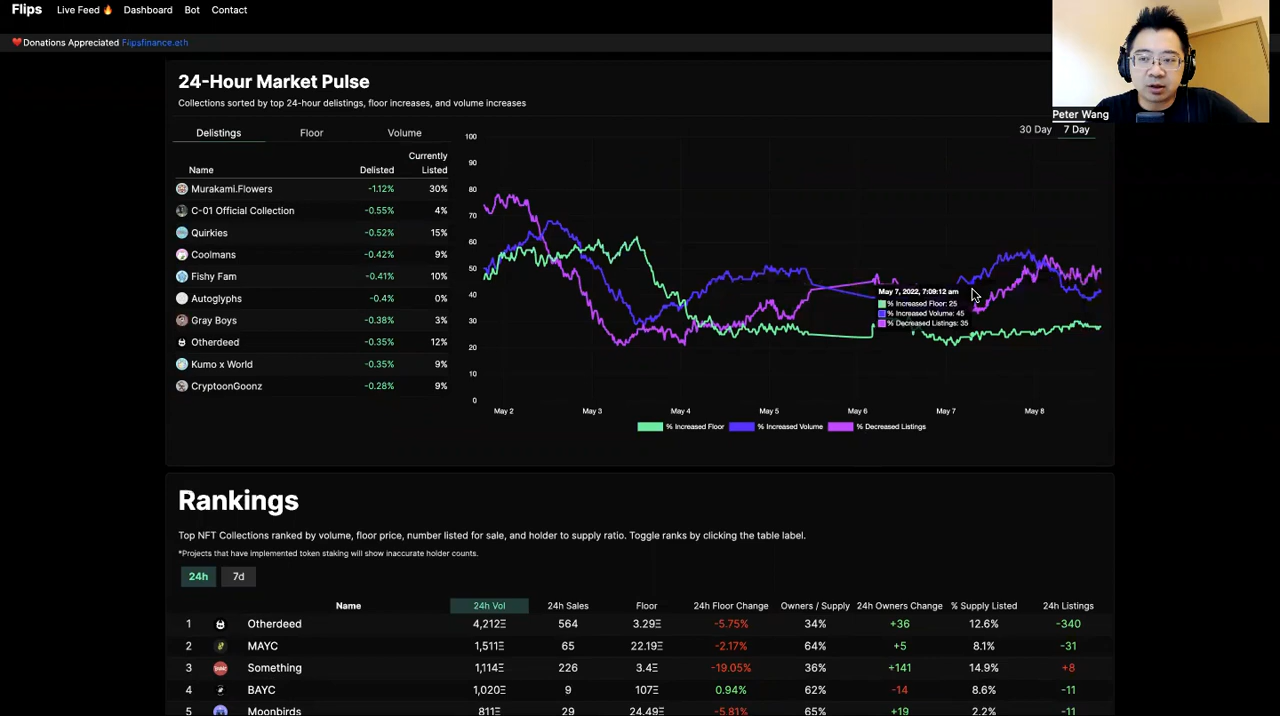 Flips Live Feed🔥 Dashboard Bot Contact
❤️Donations Appreciated Flipsfinance.eth
Peter Wang
24-Hour Market Pulse
Collections sorted by top 24-hour delistings, floor increases, and volume increases
Delistings Floor Volume
30 Day 7 Day
Currently
Name Delisted Listed
Murakami.Flowers -1.12% 30%
C-01 Official Collection -0.55% 4%
Quirkies -0.52% 15%
Coolmans -0.42% 9%
Fishy Fam -0.41% 10%
Autoglyphs -0.4% 0%
Gray Boys -0.38% 3%
Otherdeed -0.35% 12%
Kumo x World -0.35% 9%
CryptoonGoonz -0.28% 9%
100
90
80
70
60
50
40
30
20
10
0
May 7, 2022, 7:09:12 am
% Increased Floor: 25
% Increased Volume: 45
% Decreased Listings: 35
May 2 May 3 May 4 May 5 May 6 May 7 May 8
% Increased Floor % Increased Volume % Decreased Listings
Rankings
Top NFT Collections ranked by volume, floor price, number listed for sale, and holder to supply ratio. Toggle ranks by clicking the table label.
*Projects that have implemented token staking will show inaccurate holder counts.
24h 7d
Name 24h Vol 24h Sales Floor 24h Floor Change Owners / Supply 24h Owners Change % Supply Listed 24h Listings
1 Otherdeed 4,212Ξ 564 3.29Ξ -5.75% 34% +36 12.6% -340
2 MAYC 1,511Ξ 65 22.19Ξ -2.17% 64% +5 8.1% -31
3 Something 1,114Ξ 226 3.4Ξ -19.05% 36% +141 14.9% +8
4 BAYC 1,020Ξ 9 107Ξ 0.94% 62% -14 8.6% -11
5 Moonbirds 811Ξ 29 24.49Ξ -5.81% 65% +19 2.2% -11